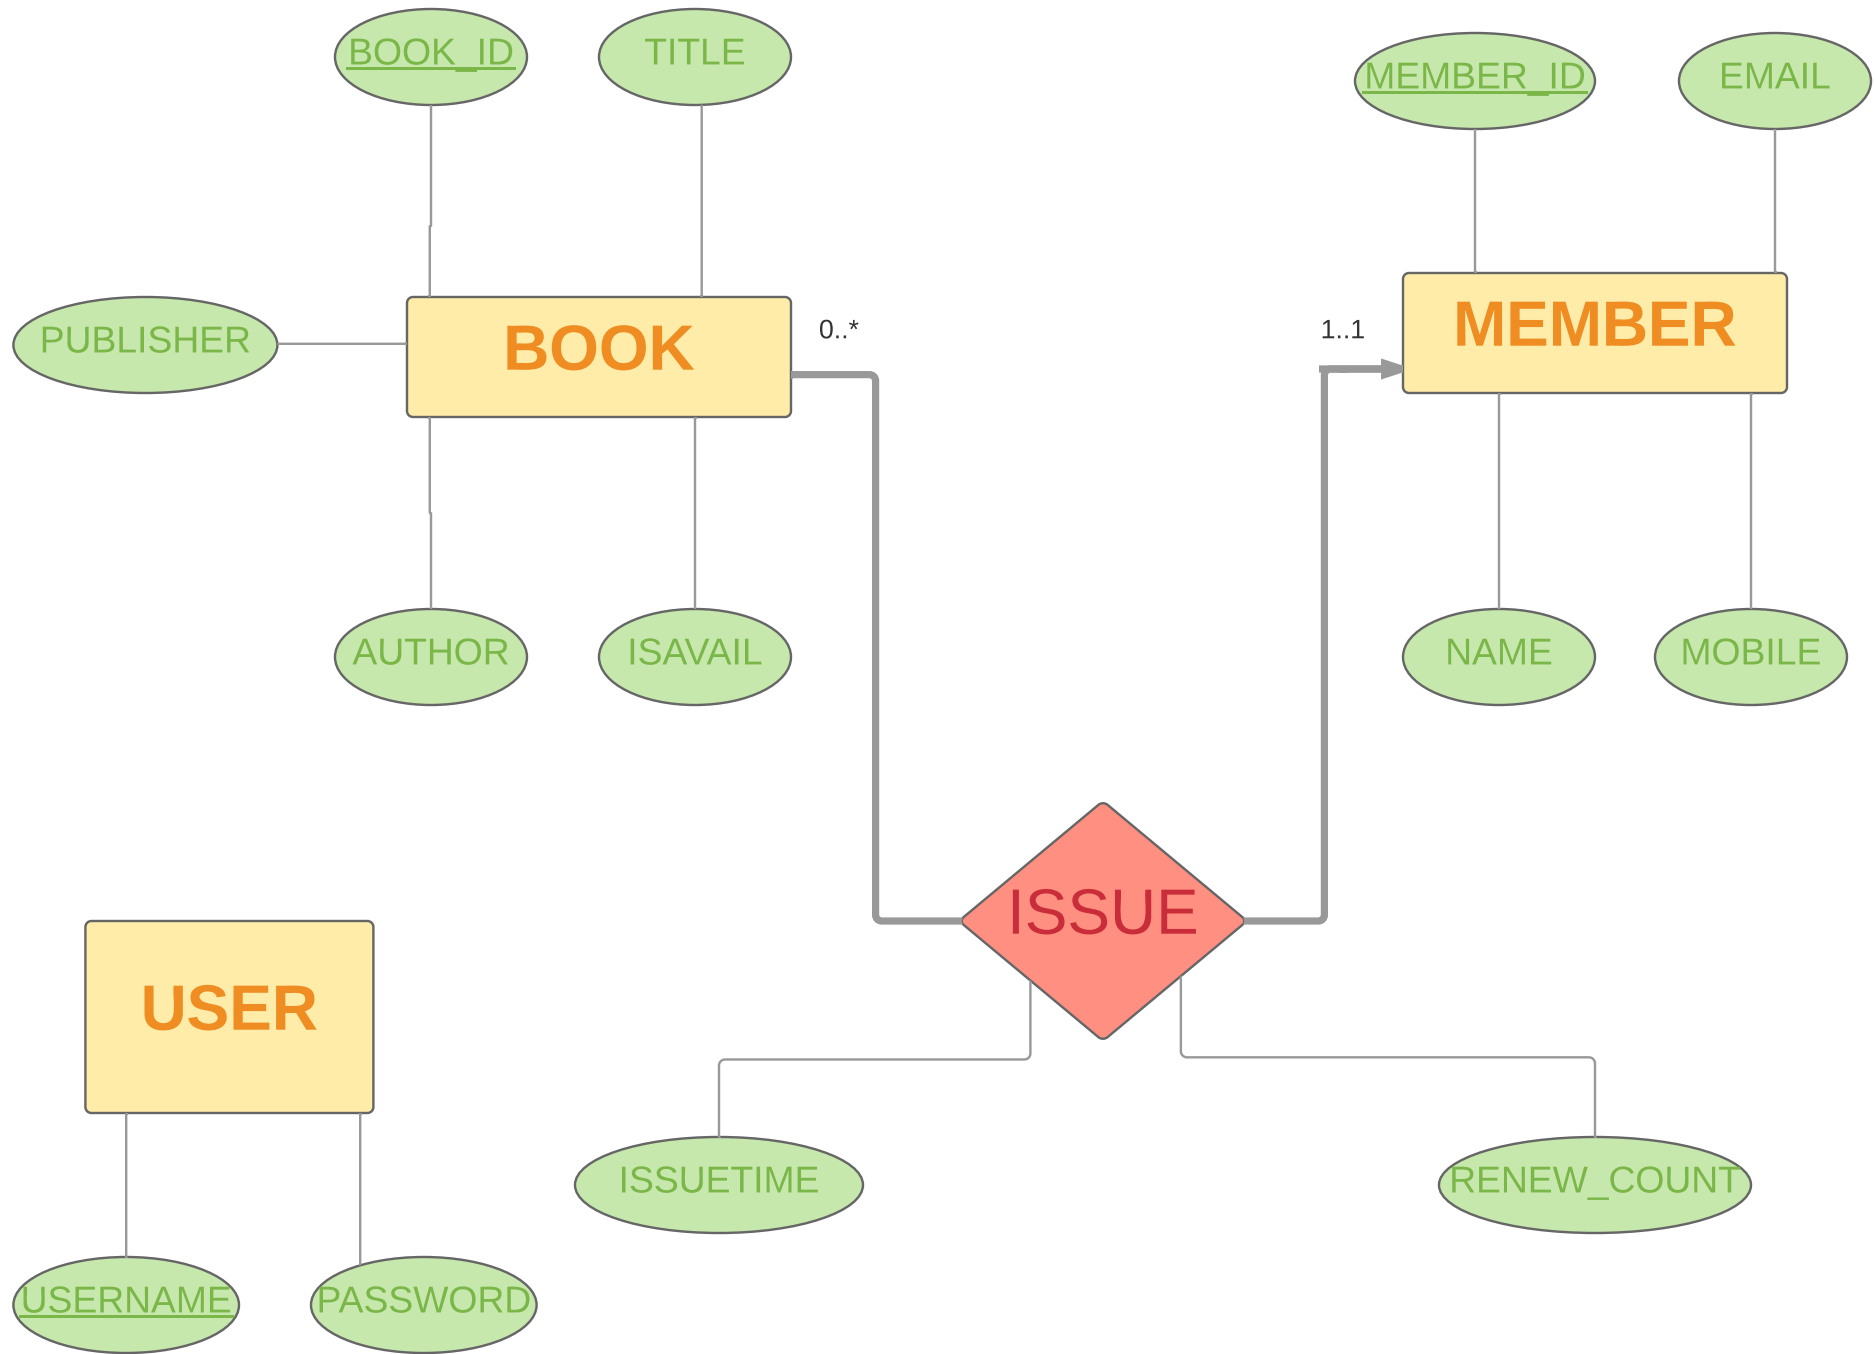 BOOK_ID
TITLE
MEMBER_ID
EMAIL
PUBLISHER
BOOK
0..*
1..1
MEMBER
AUTHOR
ISAVAIL
NAME
MOBILE
ISSUE
USER
ISSUETIME
RENEW_COUNT
USERNAME
PASSWORD